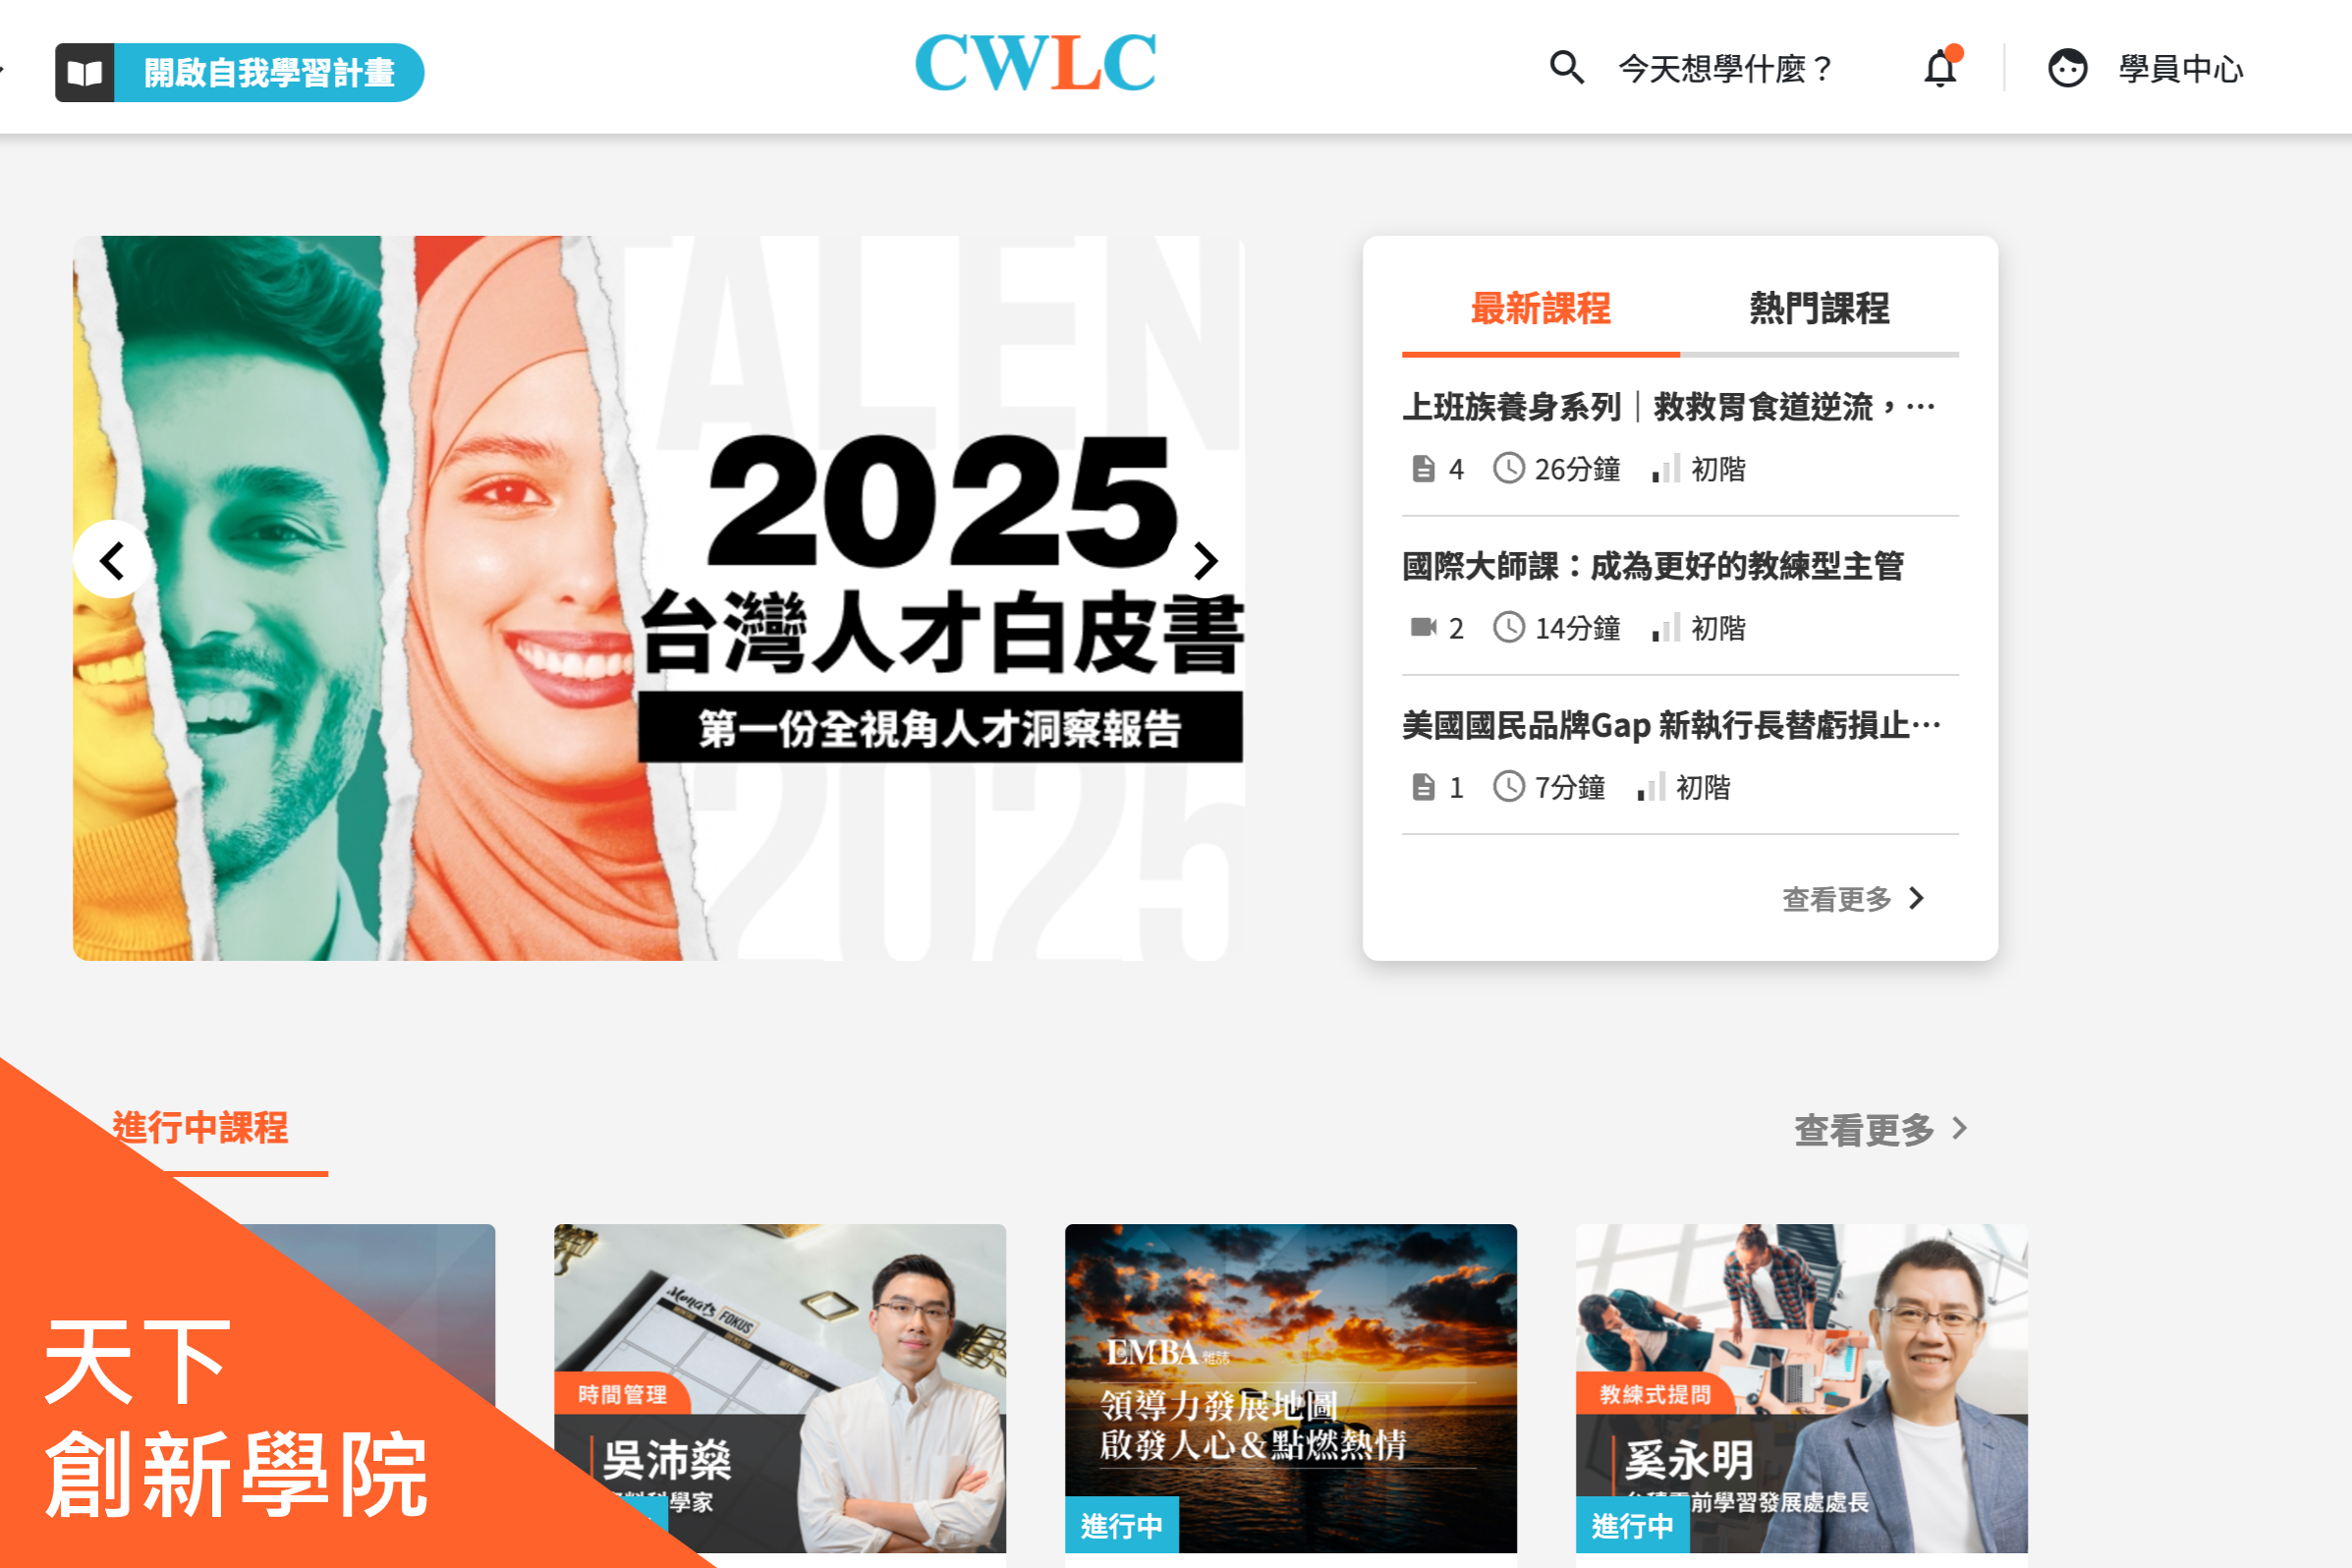 開啟自我學習計畫
CWLC
今天想學什麼？
學員中心
TALENT
2025
台灣人才白皮書
第一份全視角人才洞察報告
2025
最新課程
熱門課程
上班族養身系列｜救救胃食道逆流，⋯
4 26分鐘 初階
國際大師課：成為更好的教練型主管
2 14分鐘 初階
美國國民品牌Gap 新執行長替虧損止⋯
1 7分鐘 初階
查看更多
進行中課程
查看更多
天下
創新學院
Monats FOKUS
時間管理
吳沛燊
資料科學家
EMBA 雜誌
領導力發展地圖
啟發人心&點燃熱情
進行中
教練式提問
奚永明
台積電前學習發展處處長
進行中